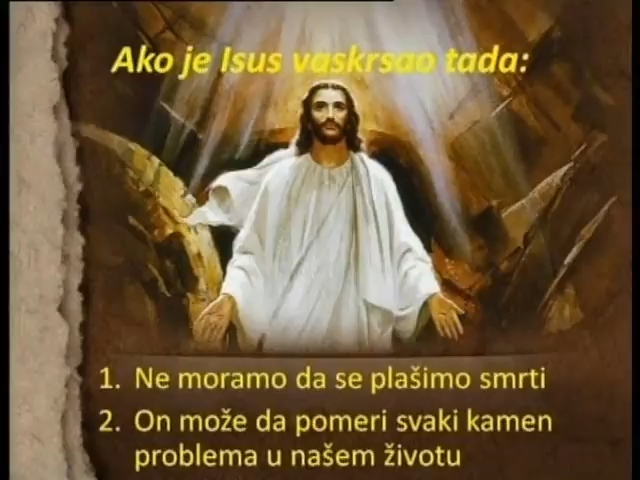 Ako je Isus vaskrsao tada:
1. Ne moramo da se plašimo smrti
2. On može da pomeri svaki kamen
problema u našem životu